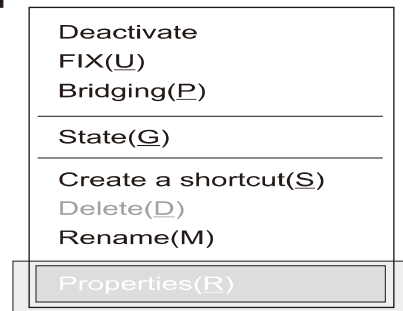 Deactivate
FIX(U)
Bridging(P)
State(G)
Create a shortcut(S)
Delete(D)
Rename(M)
Properties(R)